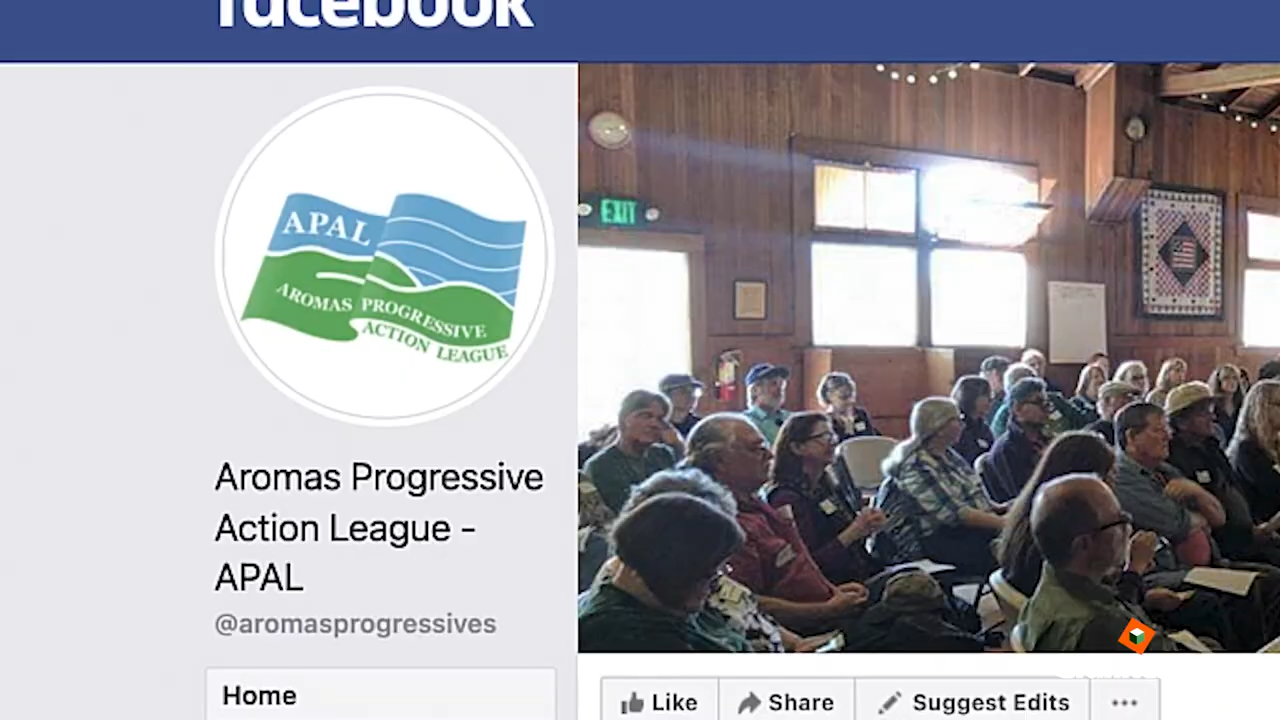 facebook
APAL
AROMAS PROGRESSIVE
ACTION LEAGUE
EXIT
Aromas Progressive
Action League -
APAL
@aromasprogressives
Home
Like
Share
Suggest Edits